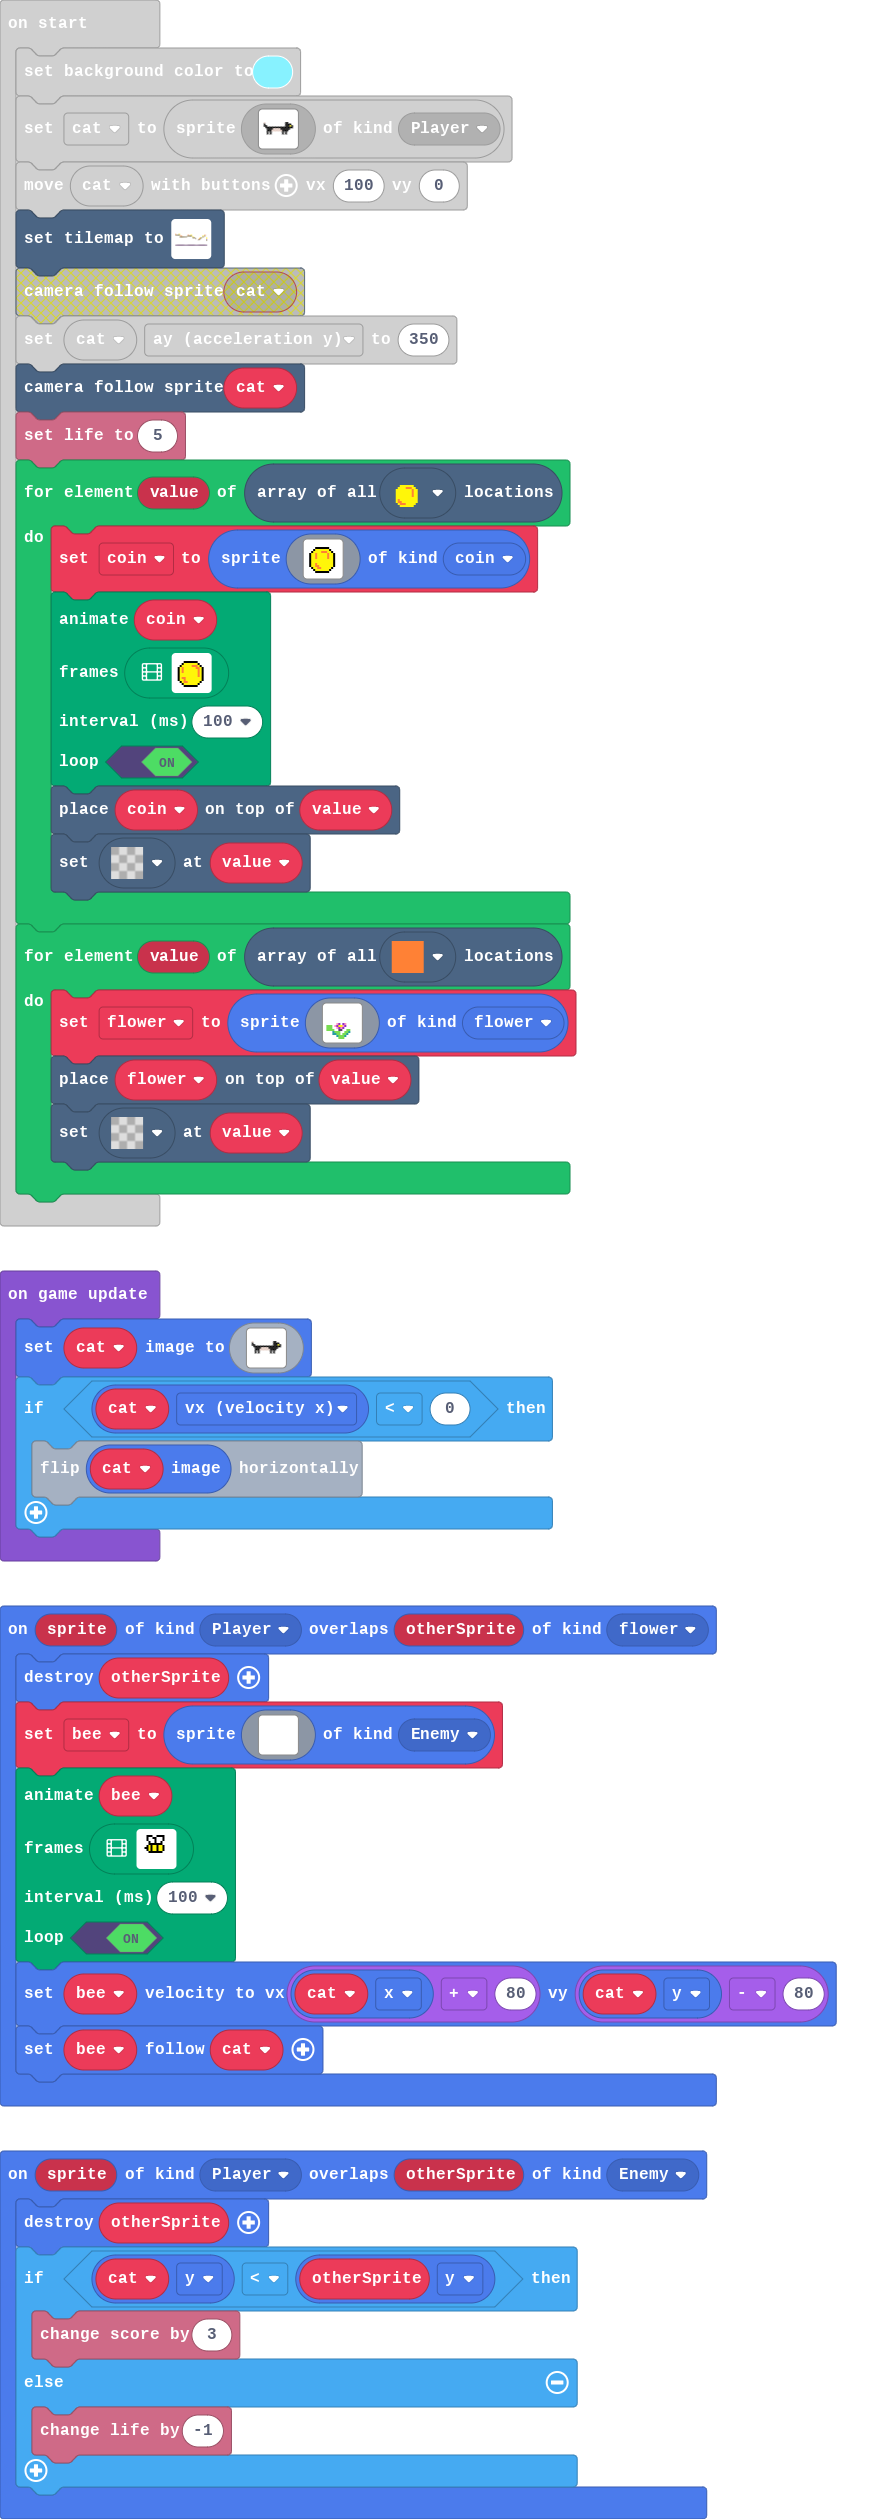 on start
set background color to
set cat to sprite of kind Player
move cat with buttons vx 100 vy 0
set tilemap to
camera follow sprite cat
set cat ay (acceleration y) to 350
camera follow sprite cat
set life to 5
for element value of array of all locations
do
set coin to sprite of kind coin
animate coin
frames
interval (ms) 100
loop ON
place coin on top of value
set at value
for element value of array of all locations
do
set flower to sprite of kind flower
place flower on top of value
set at value
on game update
set cat image to
if cat vx (velocity x) < 0 then
flip cat image horizontally
on sprite of kind Player overlaps otherSprite of kind flower
destroy otherSprite
set bee to sprite of kind Enemy
animate bee
frames
interval (ms) 100
loop ON
set bee velocity to vx cat x + 80 vy cat y - 80
set bee follow cat
on sprite of kind Player overlaps otherSprite of kind Enemy
destroy otherSprite
if cat y < otherSprite y then
change score by 3
else
change life by -1